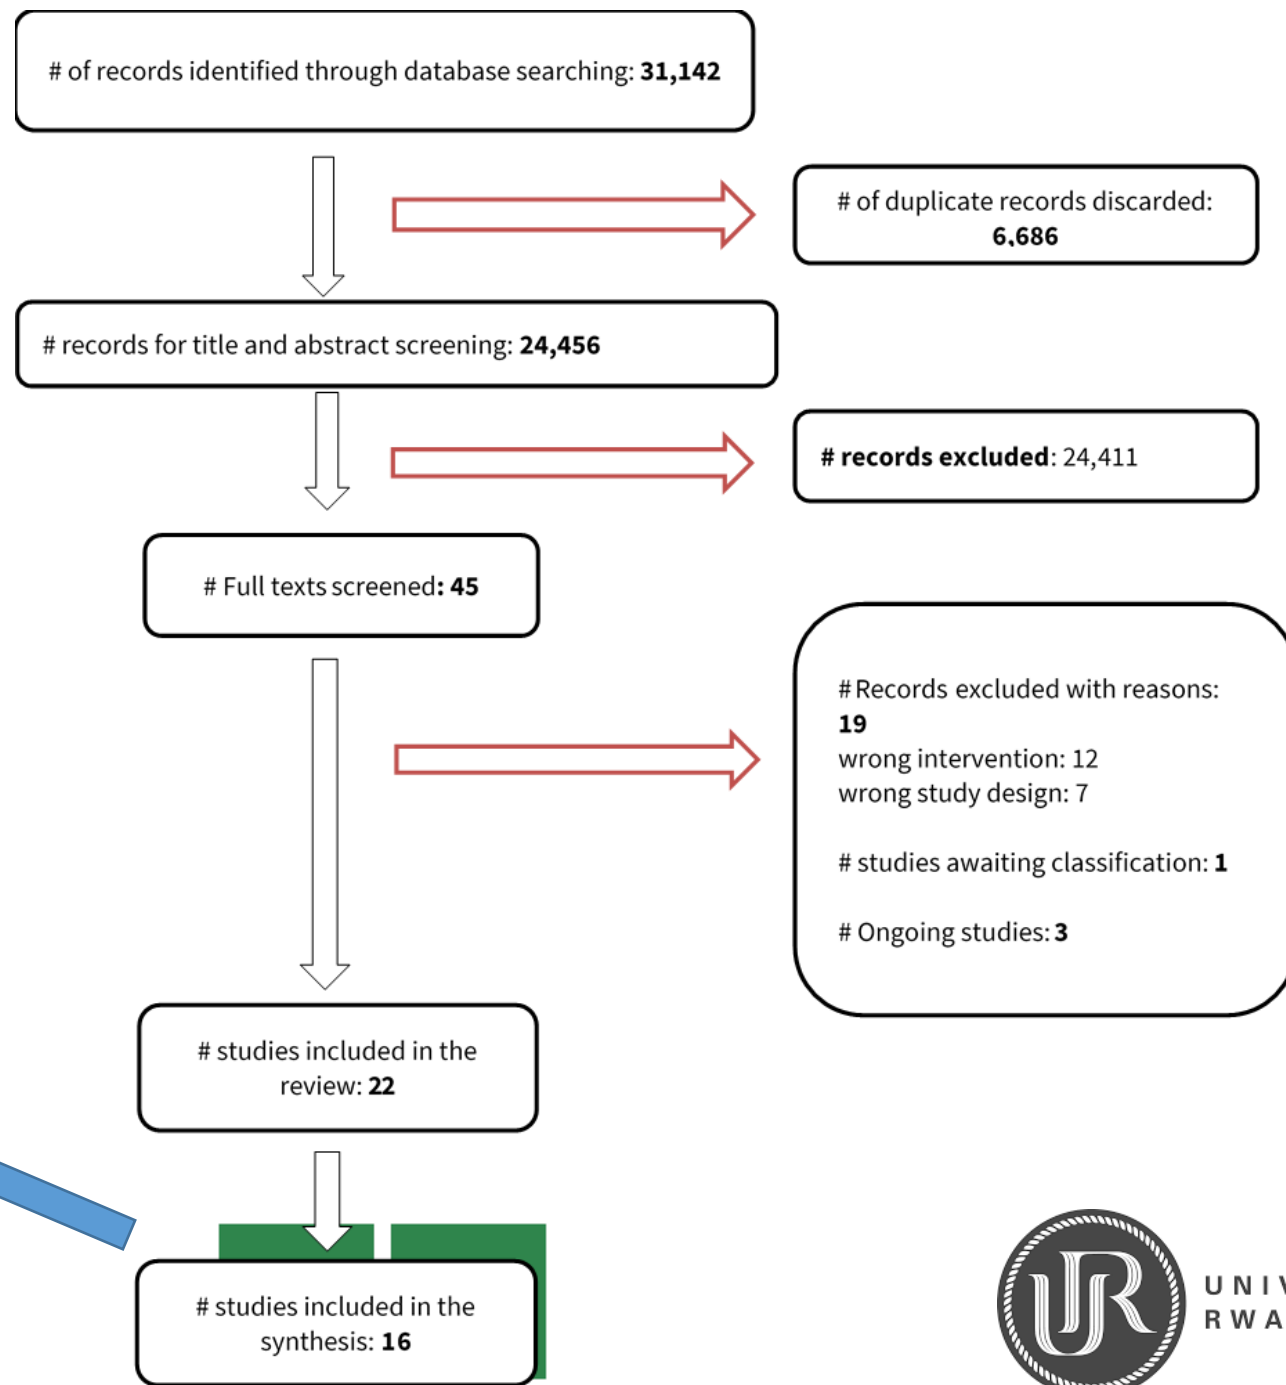 # of records identified through database searching: 31,142
# of duplicate records discarded:
6,686
# records for title and abstract screening: 24,456
# records excluded: 24,411
# Full texts screened: 45
# Records excluded with reasons:
19
wrong intervention: 12
wrong study design: 7
# studies awaiting classification: 1
# Ongoing studies: 3
# studies included in the
review: 22
# studies included in the
synthesis: 16
UR